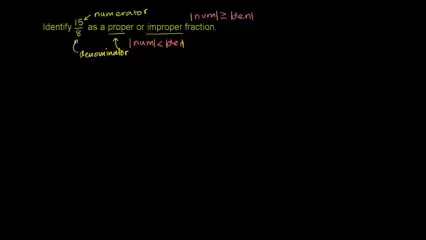 numerator |num| ≥ |den|
Identify 15/8 as a proper or improper fraction.
|num| < |den|
denominator